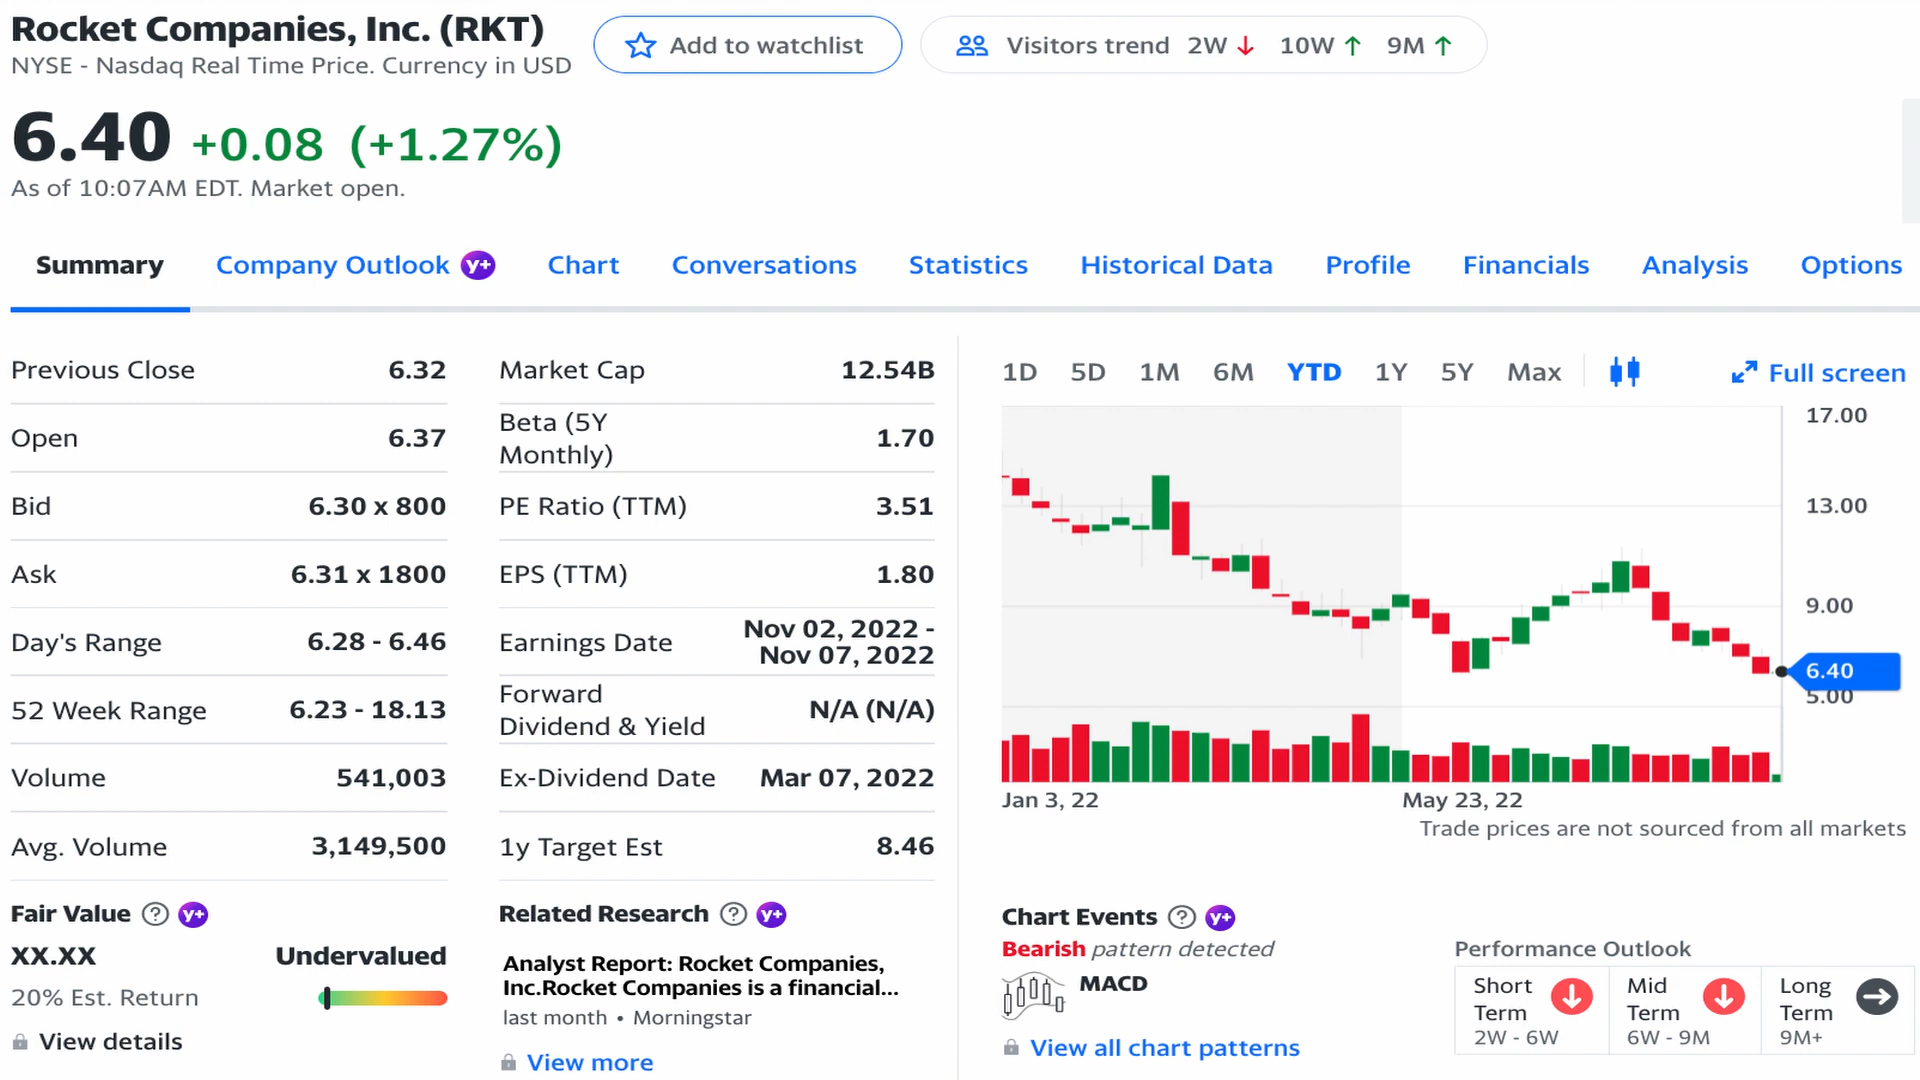 Rocket Companies, Inc. (RKT)
NYSE - Nasdaq Real Time Price. Currency in USD
Add to watchlist
Visitors trend 2W 10W 9M
6.40 +0.08 (+1.27%)
As of 10:07AM EDT. Market open.
Summary Company Outlook y+ Chart Conversations Statistics Historical Data Profile Financials Analysis Options
Previous Close 6.32
Open 6.37
Bid 6.30 x 800
Ask 6.31 x 1800
Day's Range 6.28 - 6.46
52 Week Range 6.23 - 18.13
Volume 541,003
Avg. Volume 3,149,500
Market Cap 12.54B
Beta (5Y
Monthly) 1.70
PE Ratio (TTM) 3.51
EPS (TTM) 1.80
Earnings Date Nov 02, 2022 -
Nov 07, 2022
Forward
Dividend & Yield N/A (N/A)
Ex-Dividend Date Mar 07, 2022
1y Target Est 8.46
1D 5D 1M 6M YTD 1Y 5Y Max Full screen
17.00
13.00
9.00
6.40
5.00
Jan 3, 22 May 23, 22
Trade prices are not sourced from all markets
Fair Value ? y+
XX.XX Undervalued
20% Est. Return
View details
Related Research ? y+
Analyst Report: Rocket Companies,
Inc.Rocket Companies is a financial...
last month • Morningstar
View more
Chart Events ? y+
Bearish pattern detected
MACD
View all chart patterns
Performance Outlook
Short
Term
2W - 6W
Mid
Term
6W - 9M
Long
Term
9M+